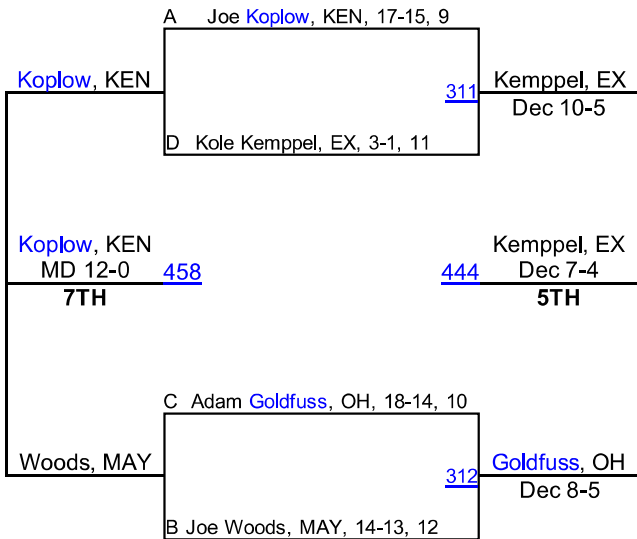 A Joe Koplow, KEN, 17-15, 9
Koplow, KEN
311
Kemppel, EX
Dec 10-5
D Kole Kemppel, EX, 3-1, 11
Koplow, KEN
MD 12-0
7TH
458
444
Kemppel, EX
Dec 7-4
5TH
C Adam Goldfuss, OH, 18-14, 10
Woods, MAY
312
Goldfuss, OH
Dec 8-5
B Joe Woods, MAY, 14-13, 12